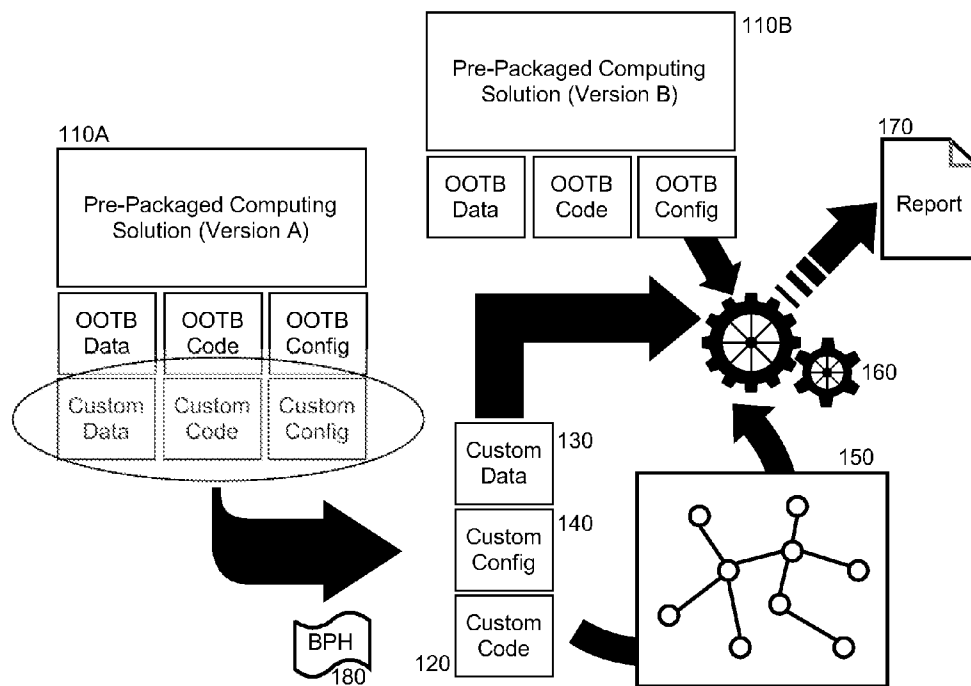 110B
Pre-Packaged Computing
Solution (Version B)
OOTB
Data
OOTB
Code
OOTB
Config
170
Report
110A
Pre-Packaged Computing
Solution (Version A)
OOTB
Data
OOTB
Code
OOTB
Config
Custom
Data
Custom
Code
Custom
Config
160
130
Custom
Data
140
Custom
Config
120
Custom
Code
150
BPH
180